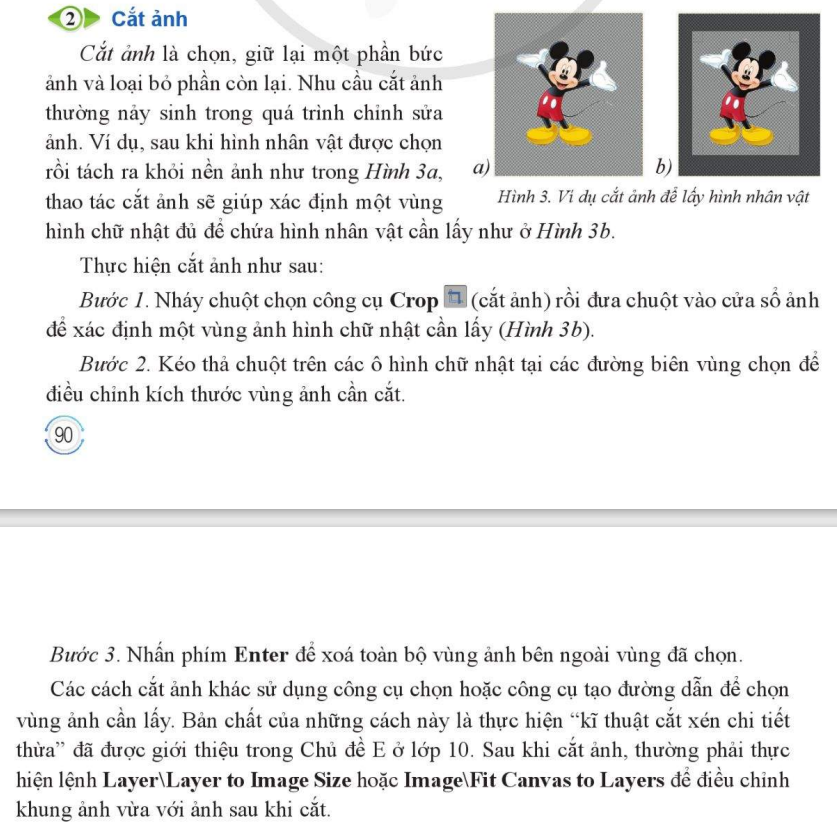 2 Cắt ảnh
Cắt ảnh là chọn, giữ lại một phần bức
ảnh và loại bỏ phần còn lại. Nhu cầu cắt ảnh
thường nảy sinh trong quá trình chỉnh sửa
ảnh. Ví dụ, sau khi hình nhân vật được chọn
rồi tách ra khỏi nền ảnh như trong Hình 3a,
thao tác cắt ảnh sẽ giúp xác định một vùng
hình chữ nhật đủ để chứa hình nhân vật cần lấy như ở Hình 3b.
a)
b)
Hình 3. Ví dụ cắt ảnh để lấy hình nhân vật
Thực hiện cắt ảnh như sau:
Bước 1. Nháy chuột chọn công cụ Crop (cắt ảnh) rồi đưa chuột vào cửa sổ ảnh
để xác định một vùng ảnh hình chữ nhật cần lấy (Hình 3b).
Bước 2. Kéo thả chuột trên các ô hình chữ nhật tại các đường biên vùng chọn để
điều chỉnh kích thước vùng ảnh cần cắt.
90
Bước 3. Nhấn phím Enter để xoá toàn bộ vùng ảnh bên ngoài vùng đã chọn.
Các cách cắt ảnh khác sử dụng công cụ chọn hoặc công cụ tạo đường dẫn để chọn
vùng ảnh cần lấy. Bản chất của những cách này là thực hiện “kĩ thuật cắt xén chi tiết
thừa” đã được giới thiệu trong Chủ đề E ở lớp 10. Sau khi cắt ảnh, thường phải thực
hiện lệnh Layer\Layer to Image Size hoặc Image\Fit Canvas to Layers để điều chỉnh
khung ảnh vừa với ảnh sau khi cắt.